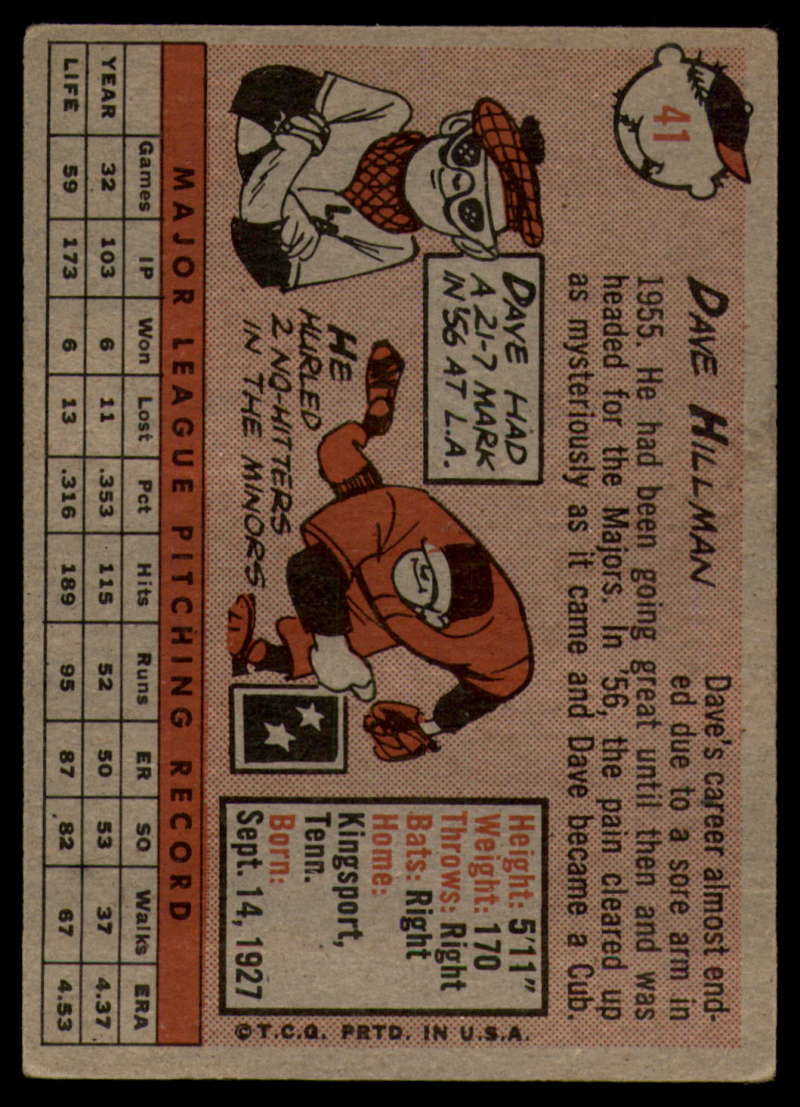 41
DAVE HILLMAN
Dave's career almost end-
ed due to a sore arm in
1955. He had been going great until then and was
headed for the Majors. In '56, the pain cleared up
as mysteriously as it came and Dave became a Cub.
DAVE HAD
A 21-7 MARK
IN '56 AT L.A.
L.A.
HE
HURLED
2 NO-HITTERS
IN THE MINORS
Height: 5'11"
Weight: 170
Throws: Right
Bats: Right
Home:
Kingsport,
Tenn.
Born:
Sept. 14, 1927
©T.C.G. PRTD. IN U.S.A.
MAJOR LEAGUE PITCHING RECORD
Games IP Won Lost Pct Hits Runs ER SO Walks ERA
YEAR 32 103 6 11 .353 115 52 50 53 37 4.37
LIFE 59 173 6 13 .316 189 95 87 82 67 4.53